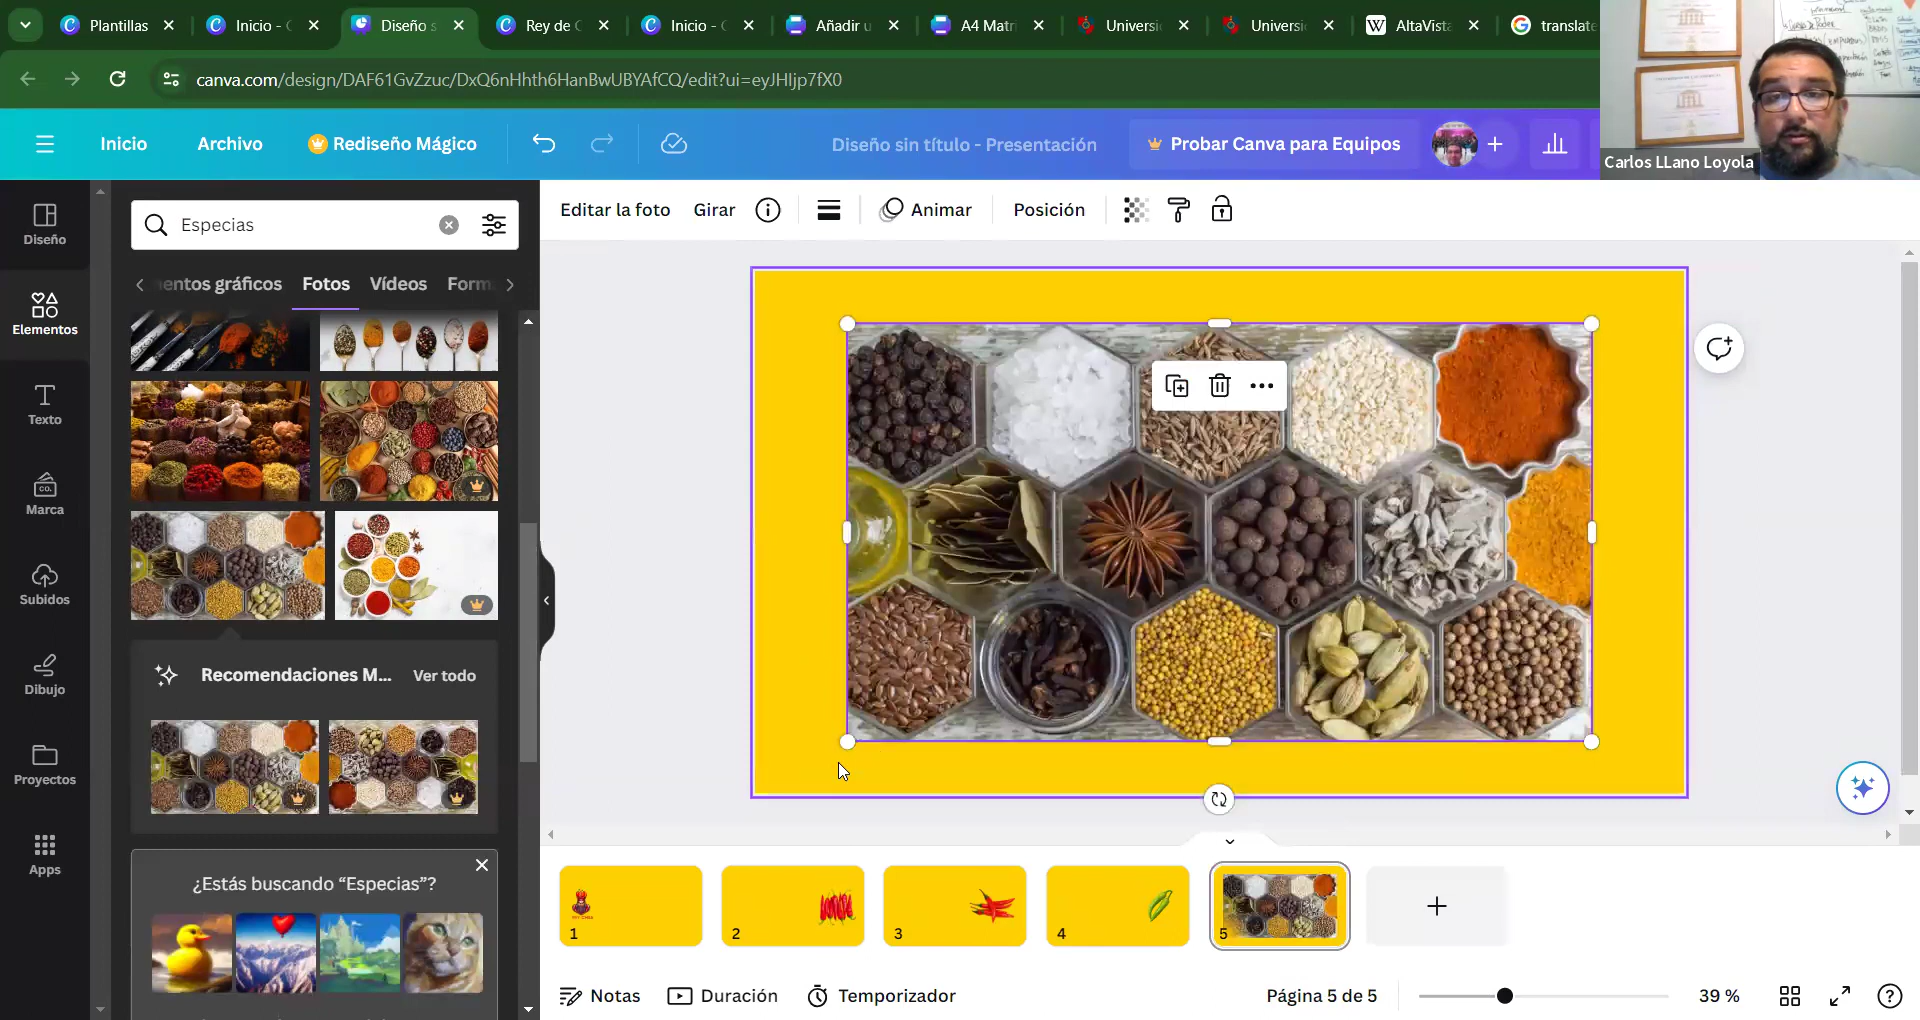 Plantillas
Inicio - C
Diseño s
Rey de C
Inicio - C
Añadir u
A4 Matri
Universi
Universi
AltaVista
translate
canva.com/design/DAF61GvZzuc/DxQ6nHhth6HanBwUBYAfCQ/edit?ui=eyJHIjp7fX0
Inicio
Archivo
Rediseño Mágico
Diseño sin título - Presentación
Probar Canva para Equipos
Carlos LLano Loyola
Diseño
Elementos
Texto
Marca
Subidos
Dibujo
Proyectos
Apps
Especias
entos gráficos
Fotos
Vídeos
Form
Editar la foto
Girar
Animar
Posición
Recomendaciones M...
Ver todo
¿Estás buscando “Especias”?
1
2
3
4
5
Notas
Duración
Temporizador
Página 5 de 5
39 %